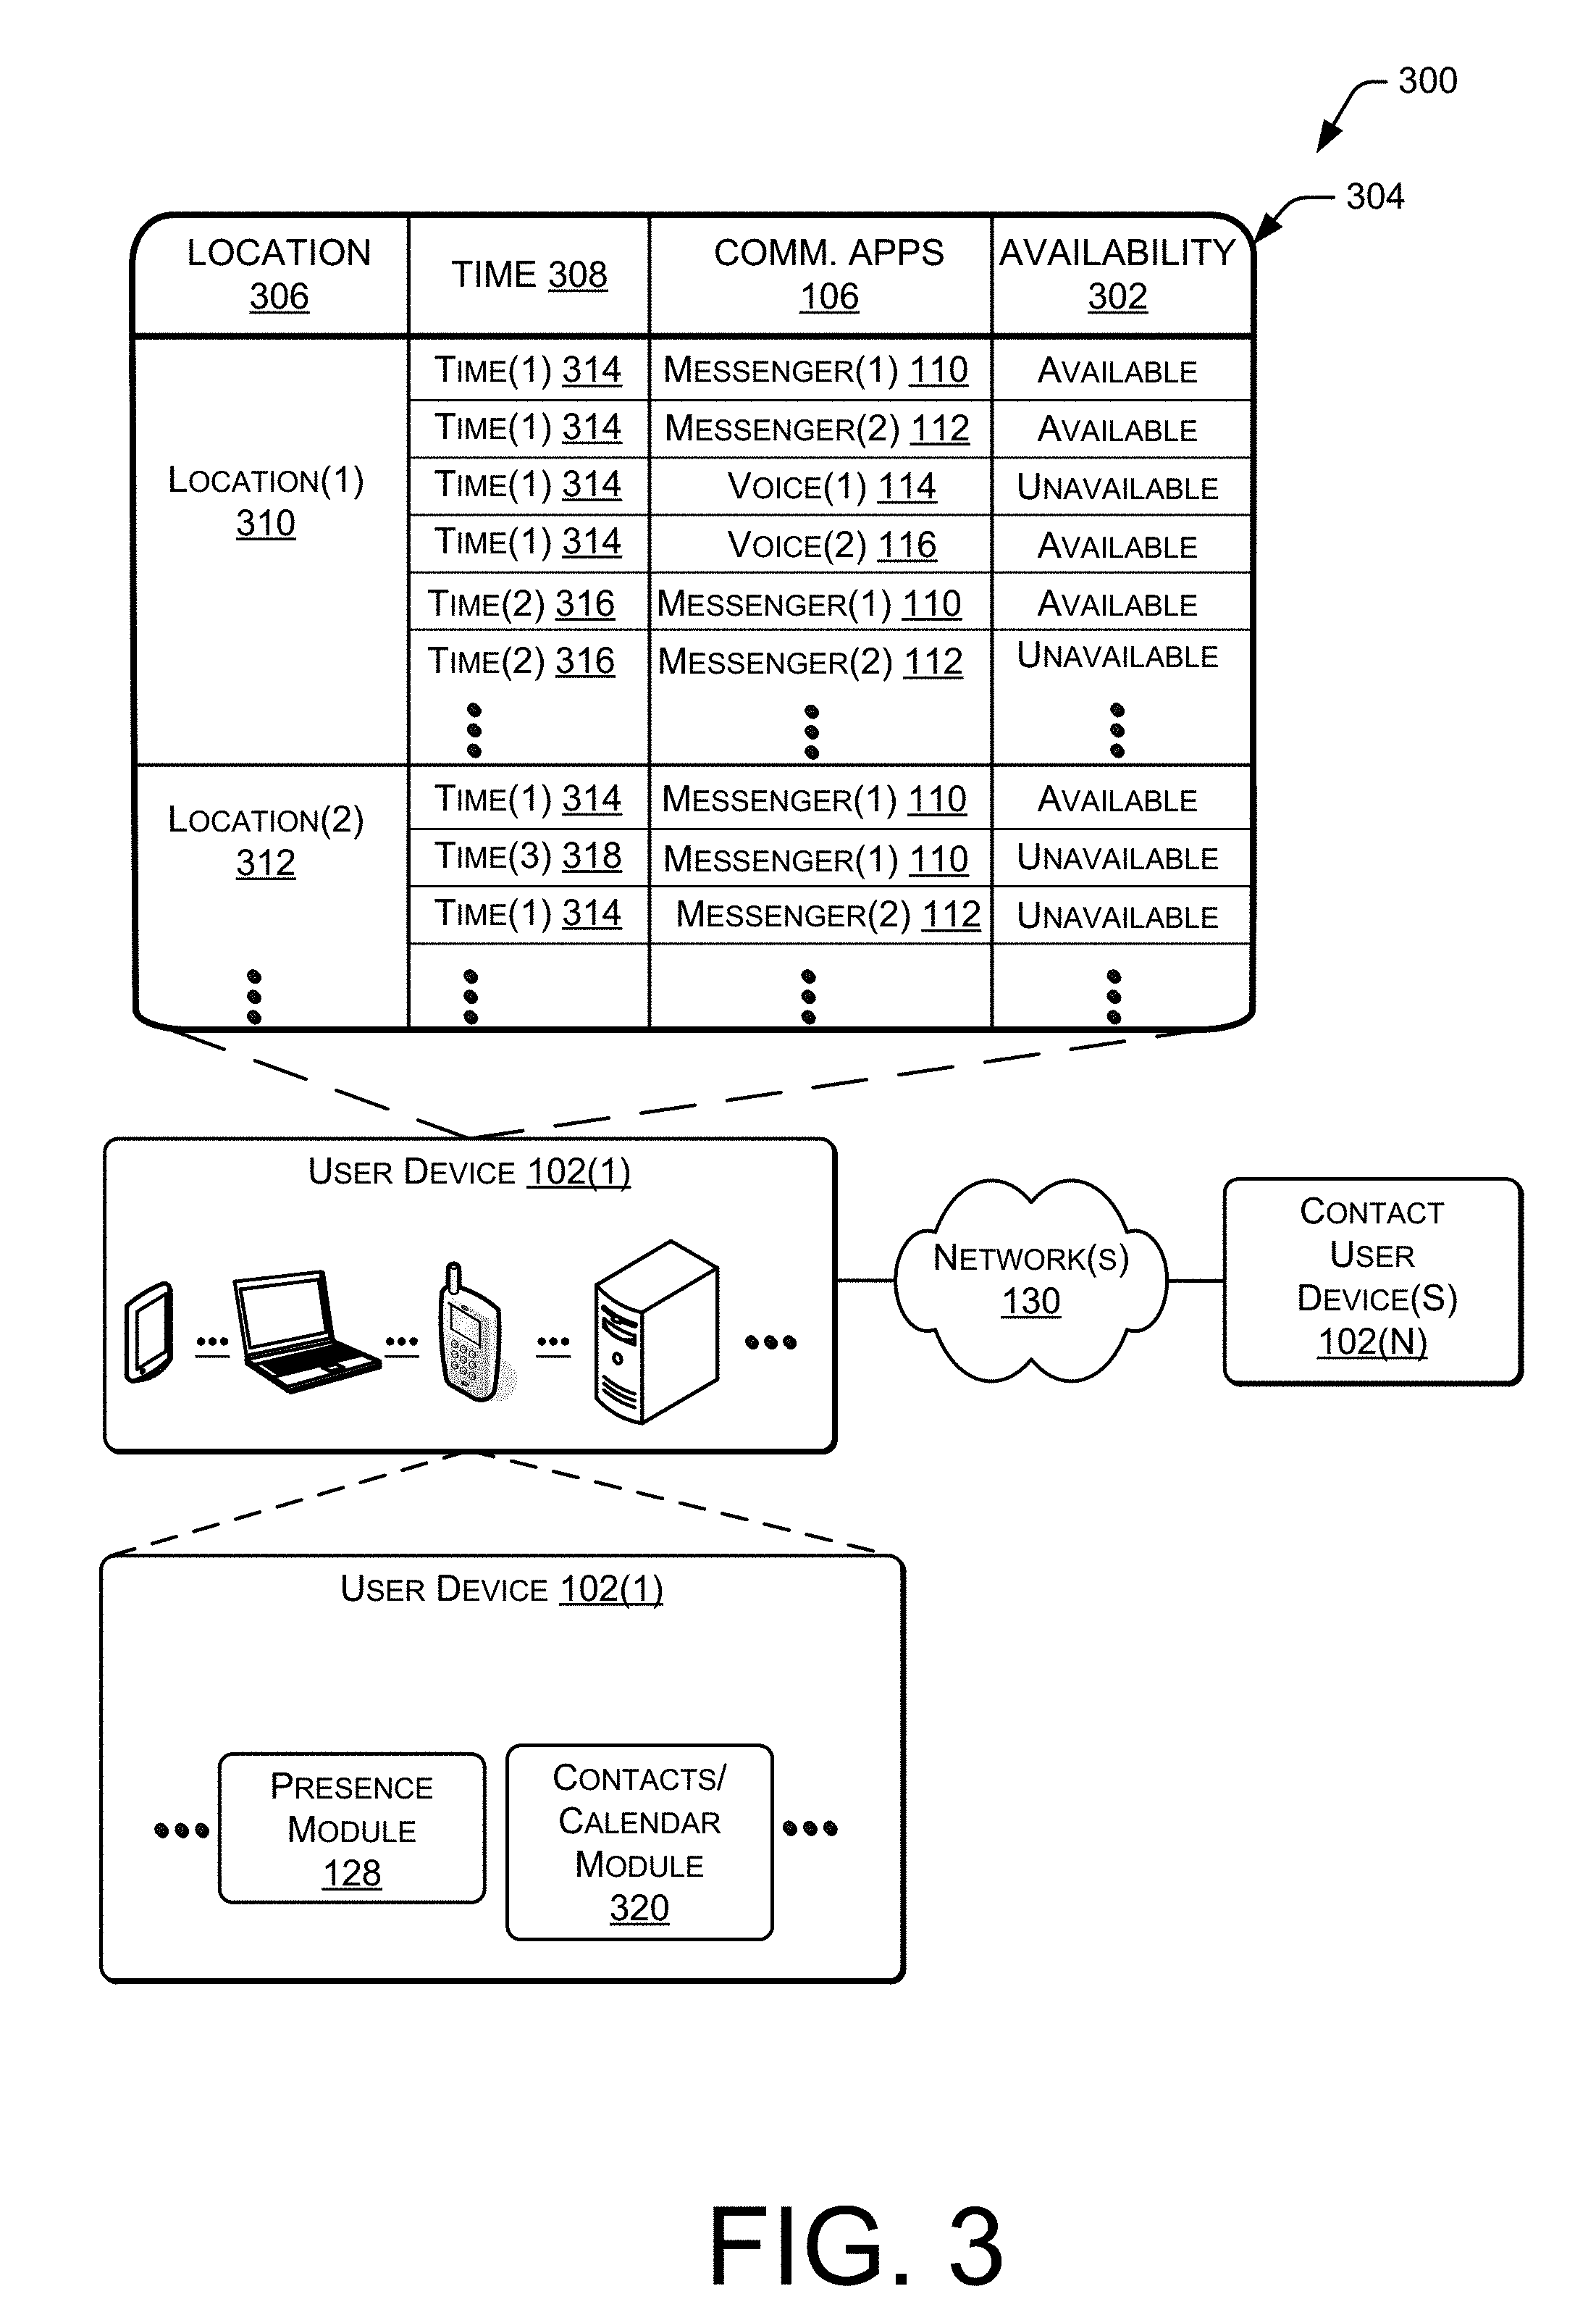 300
304
LOCATION
306
TIME 308
COMM. APPS
106
AVAILABILITY
302
LOCATION(1)
310
TIME(1) 314 MESSENGER(1) 110 AVAILABLE
TIME(1) 314 MESSENGER(2) 112 AVAILABLE
TIME(1) 314 VOICE(1) 114 UNAVAILABLE
TIME(1) 314 VOICE(2) 116 AVAILABLE
TIME(2) 316 MESSENGER(1) 110 AVAILABLE
TIME(2) 316 MESSENGER(2) 112 UNAVAILABLE
LOCATION(2)
312
TIME(1) 314 MESSENGER(1) 110 AVAILABLE
TIME(3) 318 MESSENGER(1) 110 UNAVAILABLE
TIME(1) 314 MESSENGER(2) 112 UNAVAILABLE
USER DEVICE 102(1)
NETWORK(S)
130
CONTACT
USER
DEVICE(S)
102(N)
USER DEVICE 102(1)
PRESENCE
MODULE
128
CONTACTS/
CALENDAR
MODULE
320
FIG. 3